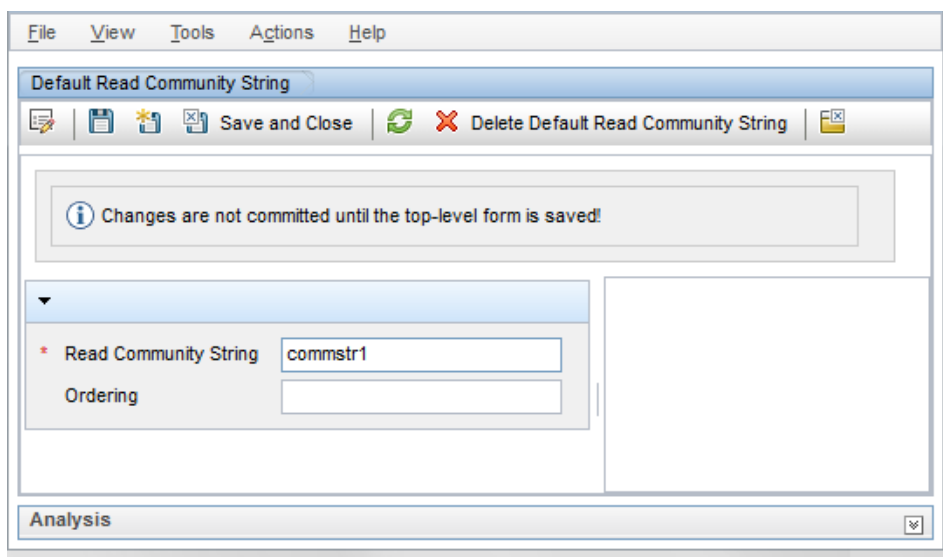 File View Tools Actions Help
Default Read Community String
Save and Close Delete Default Read Community String
Changes are not committed until the top-level form is saved!
* Read Community String commstr1
Ordering
Analysis